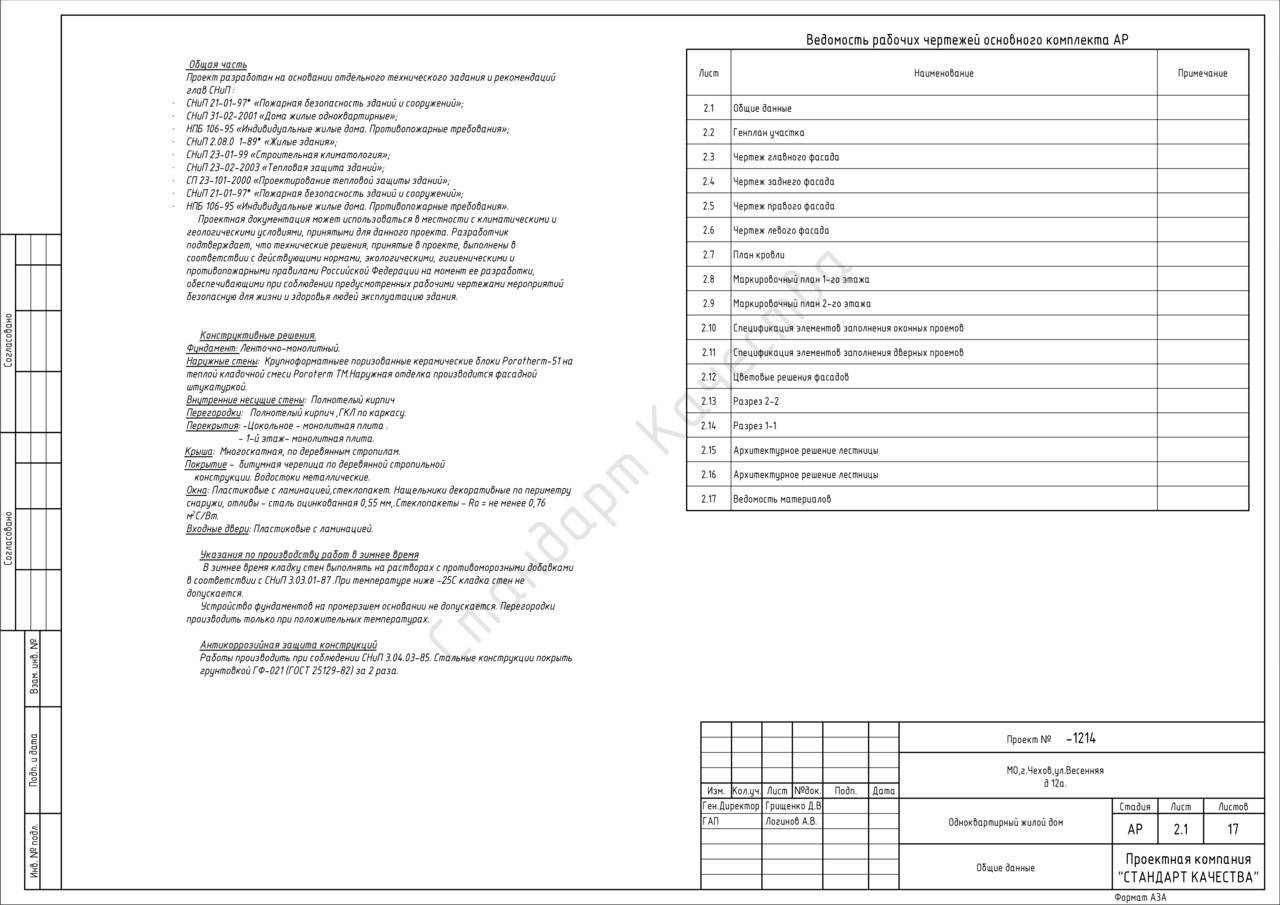 Общая часть
Проект разработан на основании отдельного технического задания и рекомендаций
глав СНиП :
· СНиП 21-01-97* «Пожарная безопасность зданий и сооружений»;
· СНиП 31-02-2001 «Дома жилые одноквартирные»;
· НПБ 106-95 «Индивидуальные жилые дома. Противопожарные требования»;
· СНиП 2.08.0 1-89* «Жилые здания»;
· СНиП 23-01-99 «Строительная климатология»;
· СНиП 23-02-2003 «Тепловая защита зданий»;
· СП 23-101-2000 «Проектирование тепловой защиты зданий»;
· СНиП 21-01-97* «Пожарная безопасность зданий и сооружений»;
· НПБ 106-95 «Индивидуальные жилые дома. Противопожарные требования».
Проектная документация может использоваться в местности с климатическими и
геологическими условиями, принятыми для данного проекта. Разработчик
подтверждает, что технические решения, принятые в проекте, выполнены в
соответствии с действующими нормами, экологическими, гигиеническими и
противопожарными правилами Российской Федерации на момент ее разработки,
обеспечивающими при соблюдении предусмотренных рабочими чертежами мероприятий
безопасную для жизни и здоровья людей эксплуатацию здания.
Конструктивные решения.
Фундамент: Ленточно-монолитный.
Наружные стены: Крупноформатныее поризованные керамические блоки Porotherm-51 на
теплой кладочной смеси Poroterm TM.Наружная отделка производится фасадной
штукатуркой.
Внутренние несущие стены: Полнотелый кирпич
Перегородки: Полнотелый кирпич ,ГКЛ по каркасу.
Перекрытия: -Цокольное - монолитная плита .
- 1-й этаж- монолитная плита.
Крыша: Многоскатная, по деревянным стропилам.
Покрытие - битумная черепица по деревянной стропильной
конструкции. Водостоки металлические.
Окна: Пластиковые с ламинацией,стеклопакет. Нащельники декоративные по периметру
снаружи, отливы - сталь оцинкованная 0,55 мм,.Стеклопакеты - Ro = не менее 0,76
м²С/Вт.
Входные двери: Пластиковые с ламинацией.
Указания по производству работ в зимнее время
В зимнее время кладку стен выполнять на растворах с противоморозными добавками
в соответствии с СНиП 3.03.01-87 .При температуре ниже -25С кладка стен не
допускается.
Устройство фундаментов на промерзшем основании не допускается. Перегородки
производить только при положительных температурах.
Антикоррозийная защита конструкций
Работы производить при соблюдении СНиП 3.04.03-85. Стальные конструкции покрыть
грунтовкой ГФ-021 (ГОСТ 25129-82) за 2 раза.
Ведомость рабочих чертежей основного комплекта АР
Лист Наименование Примечание
2.1 Общие данные
2.2 Генплан участка
2.3 Чертеж главного фасада
2.4 Чертеж заднего фасада
2.5 Чертеж правого фасада
2.6 Чертеж левого фасада
2.7 План кровли
2.8 Маркировочный план 1-го этажа
2.9 Маркировочный план 2-го этажа
2.10 Спецификация элементов заполнения оконных проемов
2.11 Спецификация элементов заполнения дверных проемов
2.12 Цветовые решения фасадов
2.13 Разрез 2-2
2.14 Разрез 1-1
2.15 Архитектурное решение лестницы
2.16 Архитектурное решение лестницы
2.17 Ведомость материалов
Стандарт Качества
Согласовано
Согласовано
Взам. инв. №
Подп. и дата
Инв. № подл.
Проект № -1214
МО,г.Чехов,ул.Весенняя
д 12а.
Изм. Кол.уч. Лист №док. Подп. Дата
Ген.Директор Грищенко Д.В
ГАП Логинов А.В.
Одноквартирный жилой дом
Стадия Лист Листов
АР 2.1 17
Общие данные
Проектная компания
"СТАНДАРТ КАЧЕСТВА"
Формат А3А